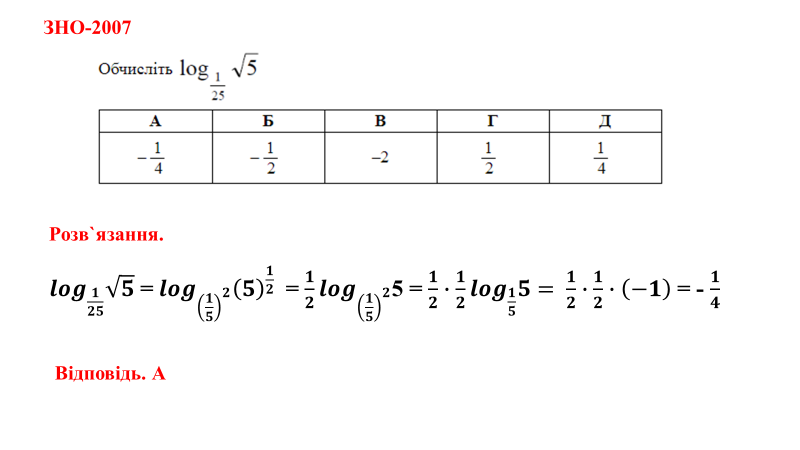 ЗНО-2007
Обчисліть log_{1/25} √5
А Б В Г Д
−1/4 −1/2 −2 1/2 1/4
Розв`язання.
log_{1/25} √5 = log_{(1/5)^2} (5)^{1/2} = 1/2 log_{(1/5)^2} 5 = 1/2 · 1/2 log_{1/5} 5 = 1/2 · 1/2 · (−1) = - 1/4
Відповідь. А